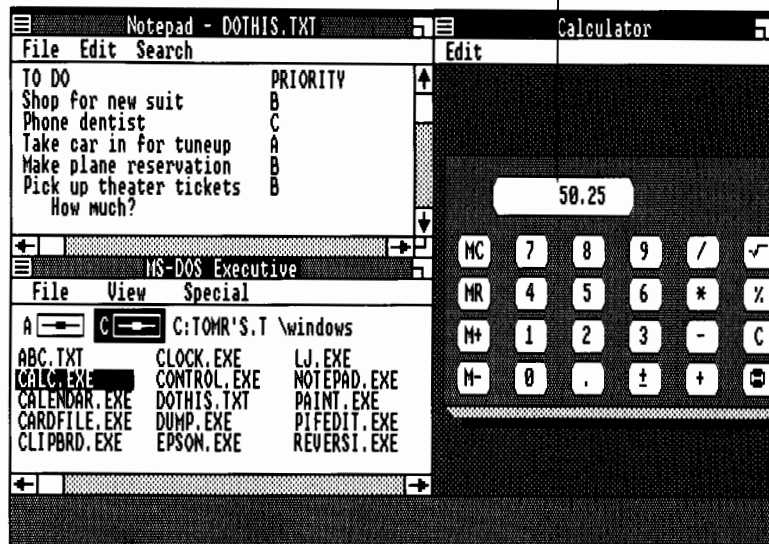 Notepad - DOTHIS.TXT
File Edit Search
TO DO PRIORITY
Shop for new suit B
Phone dentist C
Take car in for tuneup A
Make plane reservation B
Pick up theater tickets B
How much?
MS-DOS Executive
File View Special
A C C:TOMR'S.T \windows
ABC.TXT CLOCK.EXE LJ.EXE
CALC.EXE CONTROL.EXE NOTEPAD.EXE
CALENDAR.EXE DOTHIS.TXT PAINT.EXE
CARDFILE.EXE DUMP.EXE PIFEDIT.EXE
CLIPBRD.EXE EPSON.EXE REVERSI.EXE
Calculator
Edit
50.25
MC 7 8 9 / √
MR 4 5 6 * %
M+ 1 2 3 - C
M- 0 . ± + =